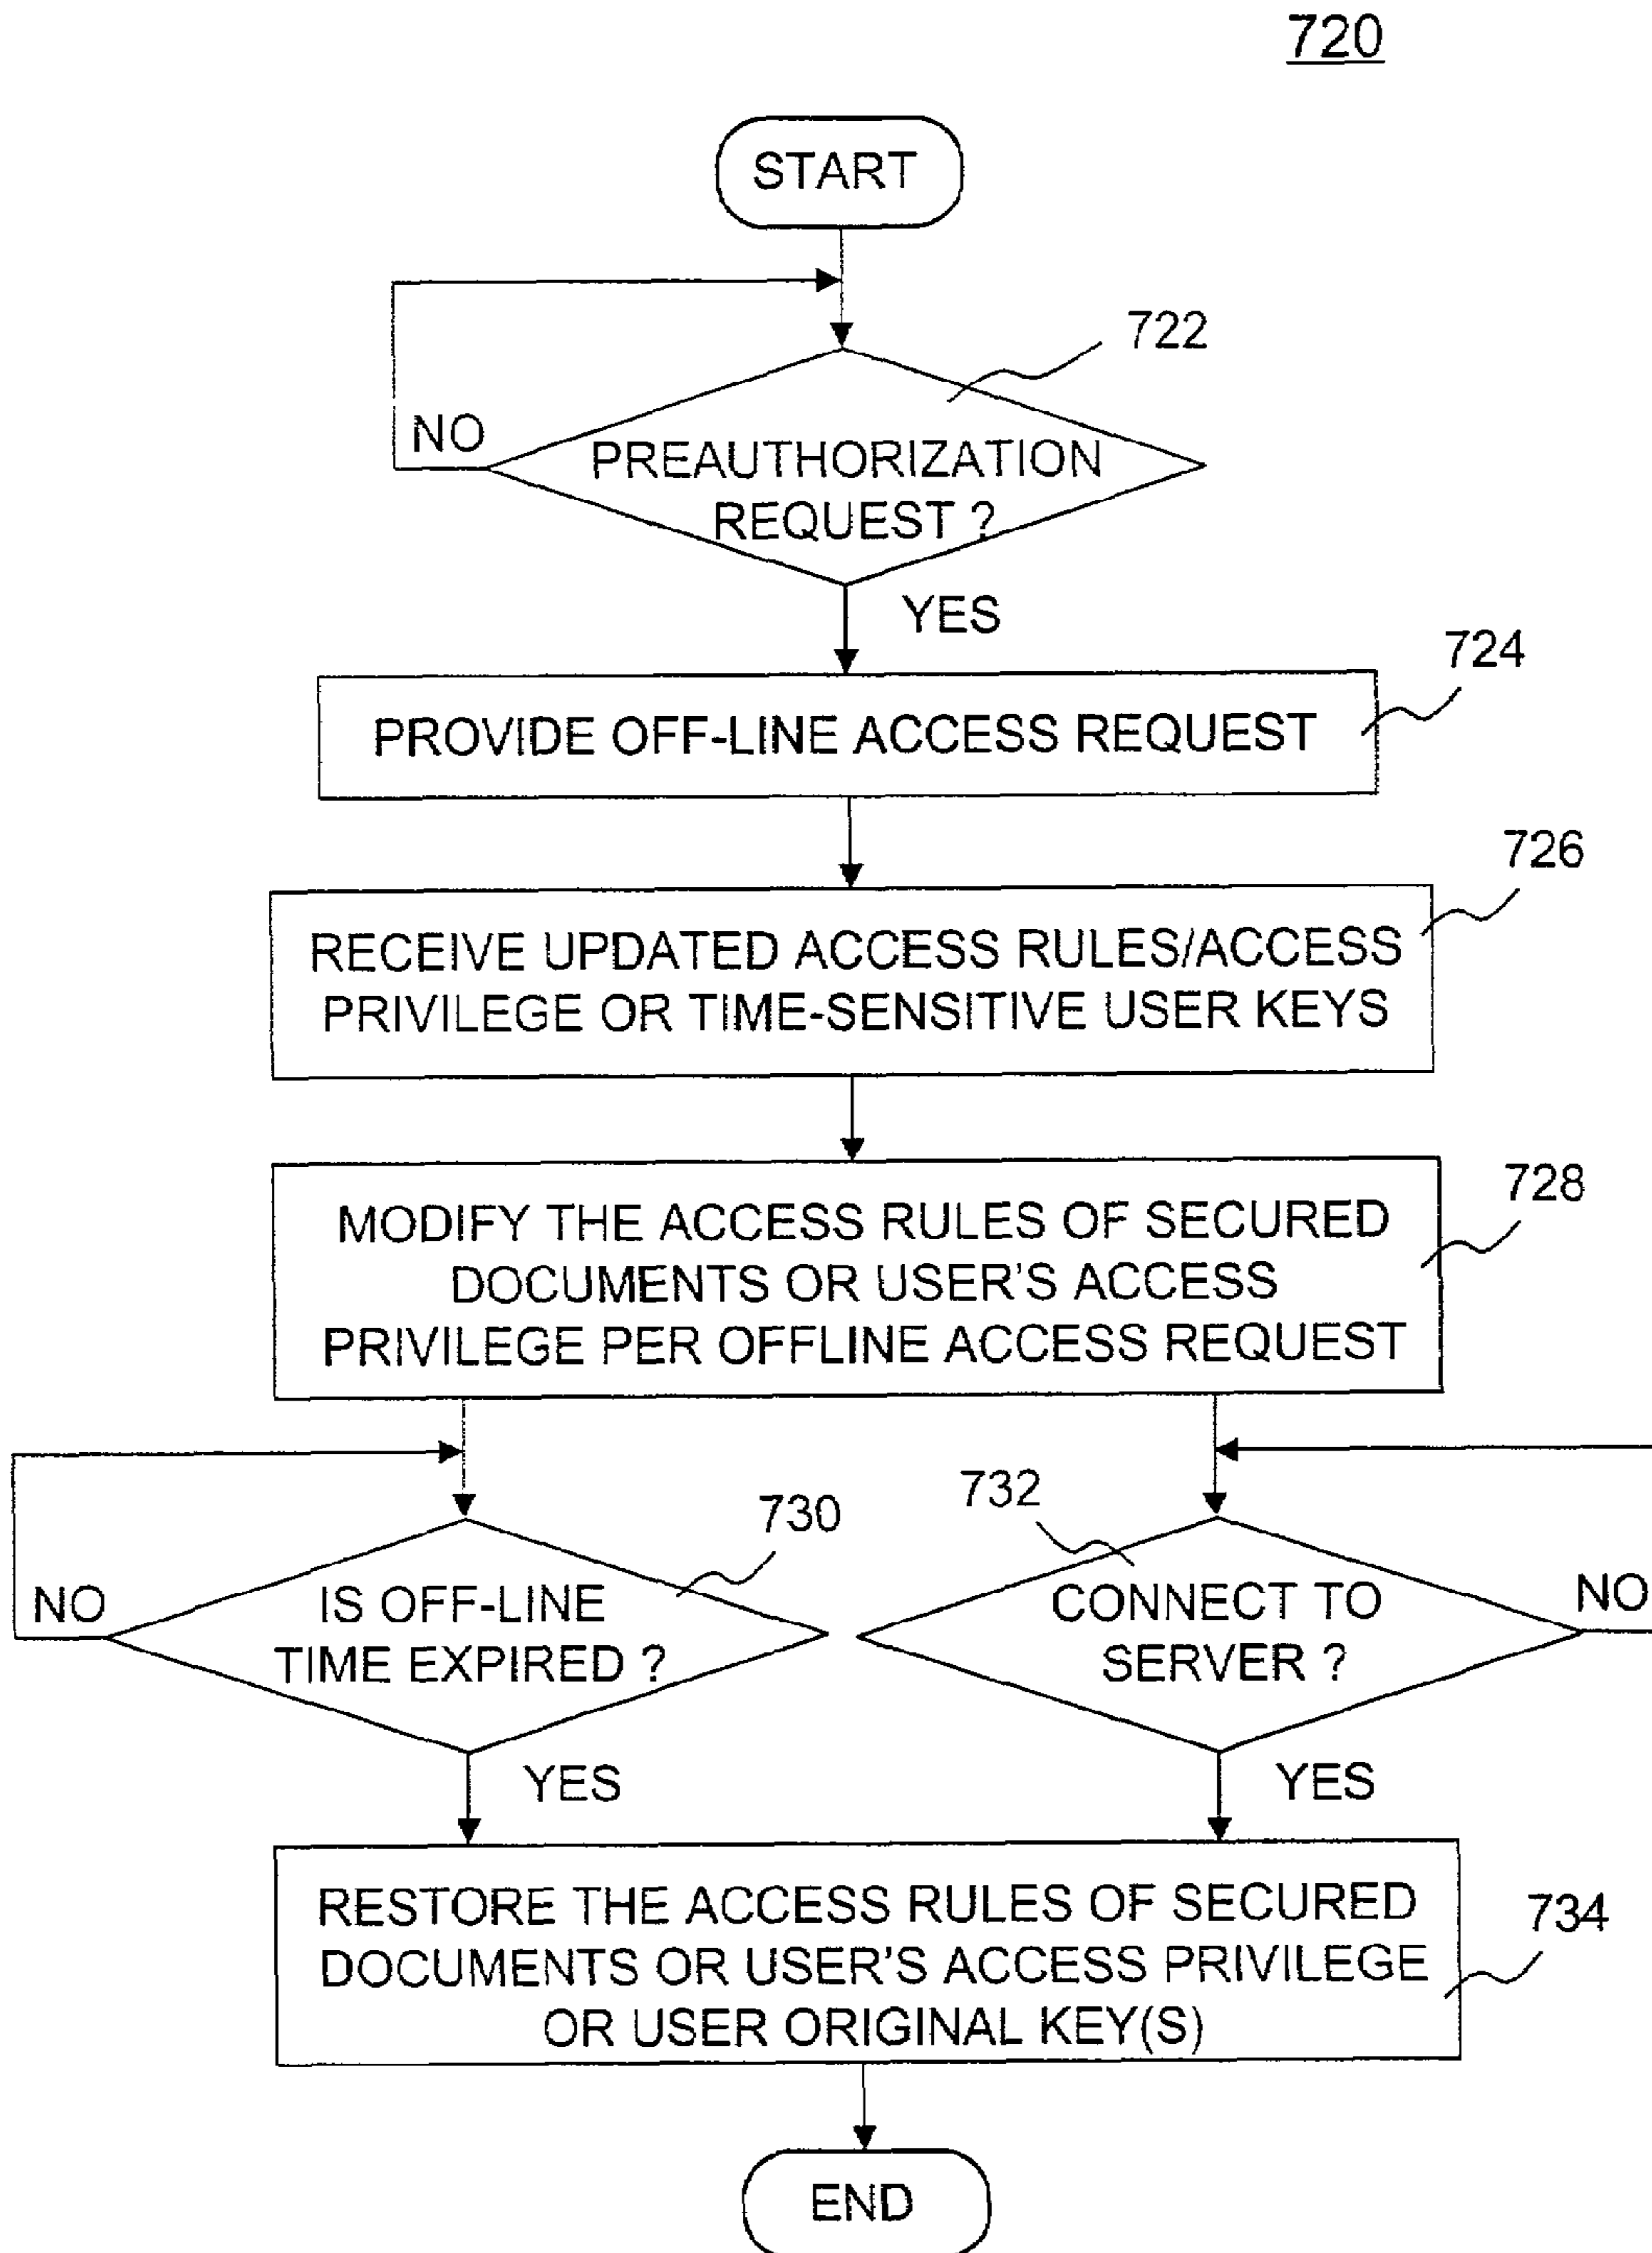 720
START
722
NO
PREAUTHORIZATION
REQUEST ?
YES
724
PROVIDE OFF-LINE ACCESS REQUEST
726
RECEIVE UPDATED ACCESS RULES/ACCESS
PRIVILEGE OR TIME-SENSITIVE USER KEYS
728
MODIFY THE ACCESS RULES OF SECURED
DOCUMENTS OR USER'S ACCESS
PRIVILEGE PER OFFLINE ACCESS REQUEST
730
NO
IS OFF-LINE
TIME EXPIRED ?
YES
732
CONNECT TO
SERVER ?
NO
YES
RESTORE THE ACCESS RULES OF SECURED
DOCUMENTS OR USER'S ACCESS PRIVILEGE
OR USER ORIGINAL KEY(S)
734
END